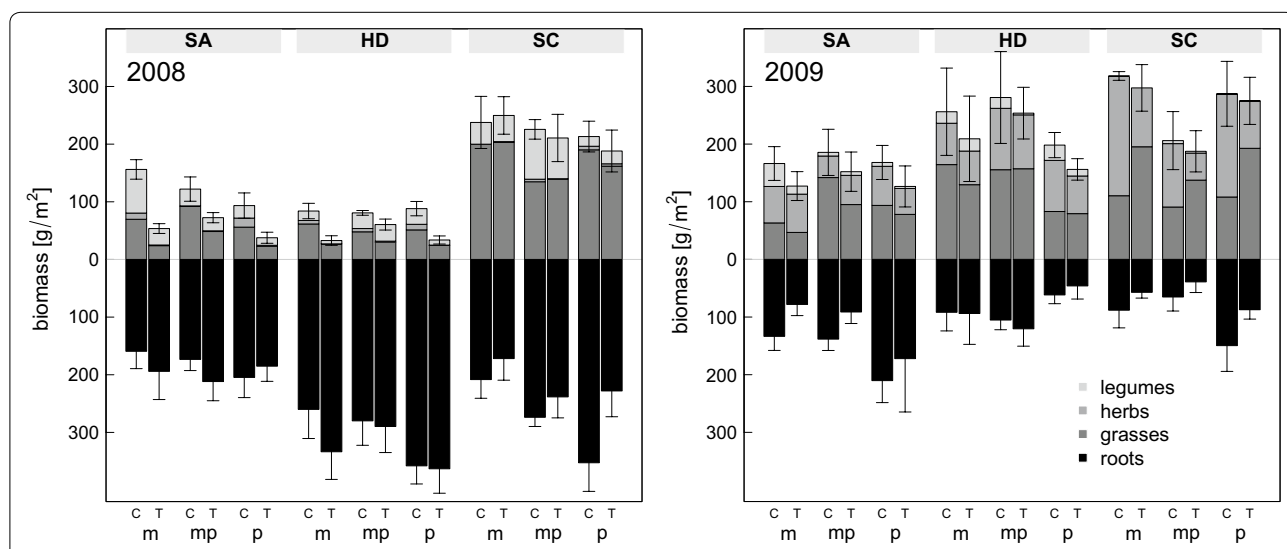 SA HD SC
2008
biomass [g/m²]
300
200
100
0
100
200
300
C T C T C T C T C T C T C T C T C T
m mp p m mp p m mp p
SA HD SC
2009
biomass [g/m²]
300
200
100
0
100
200
300
legumes
herbs
grasses
roots
C T C T C T C T C T C T C T C T C T
m mp p m mp p m mp p